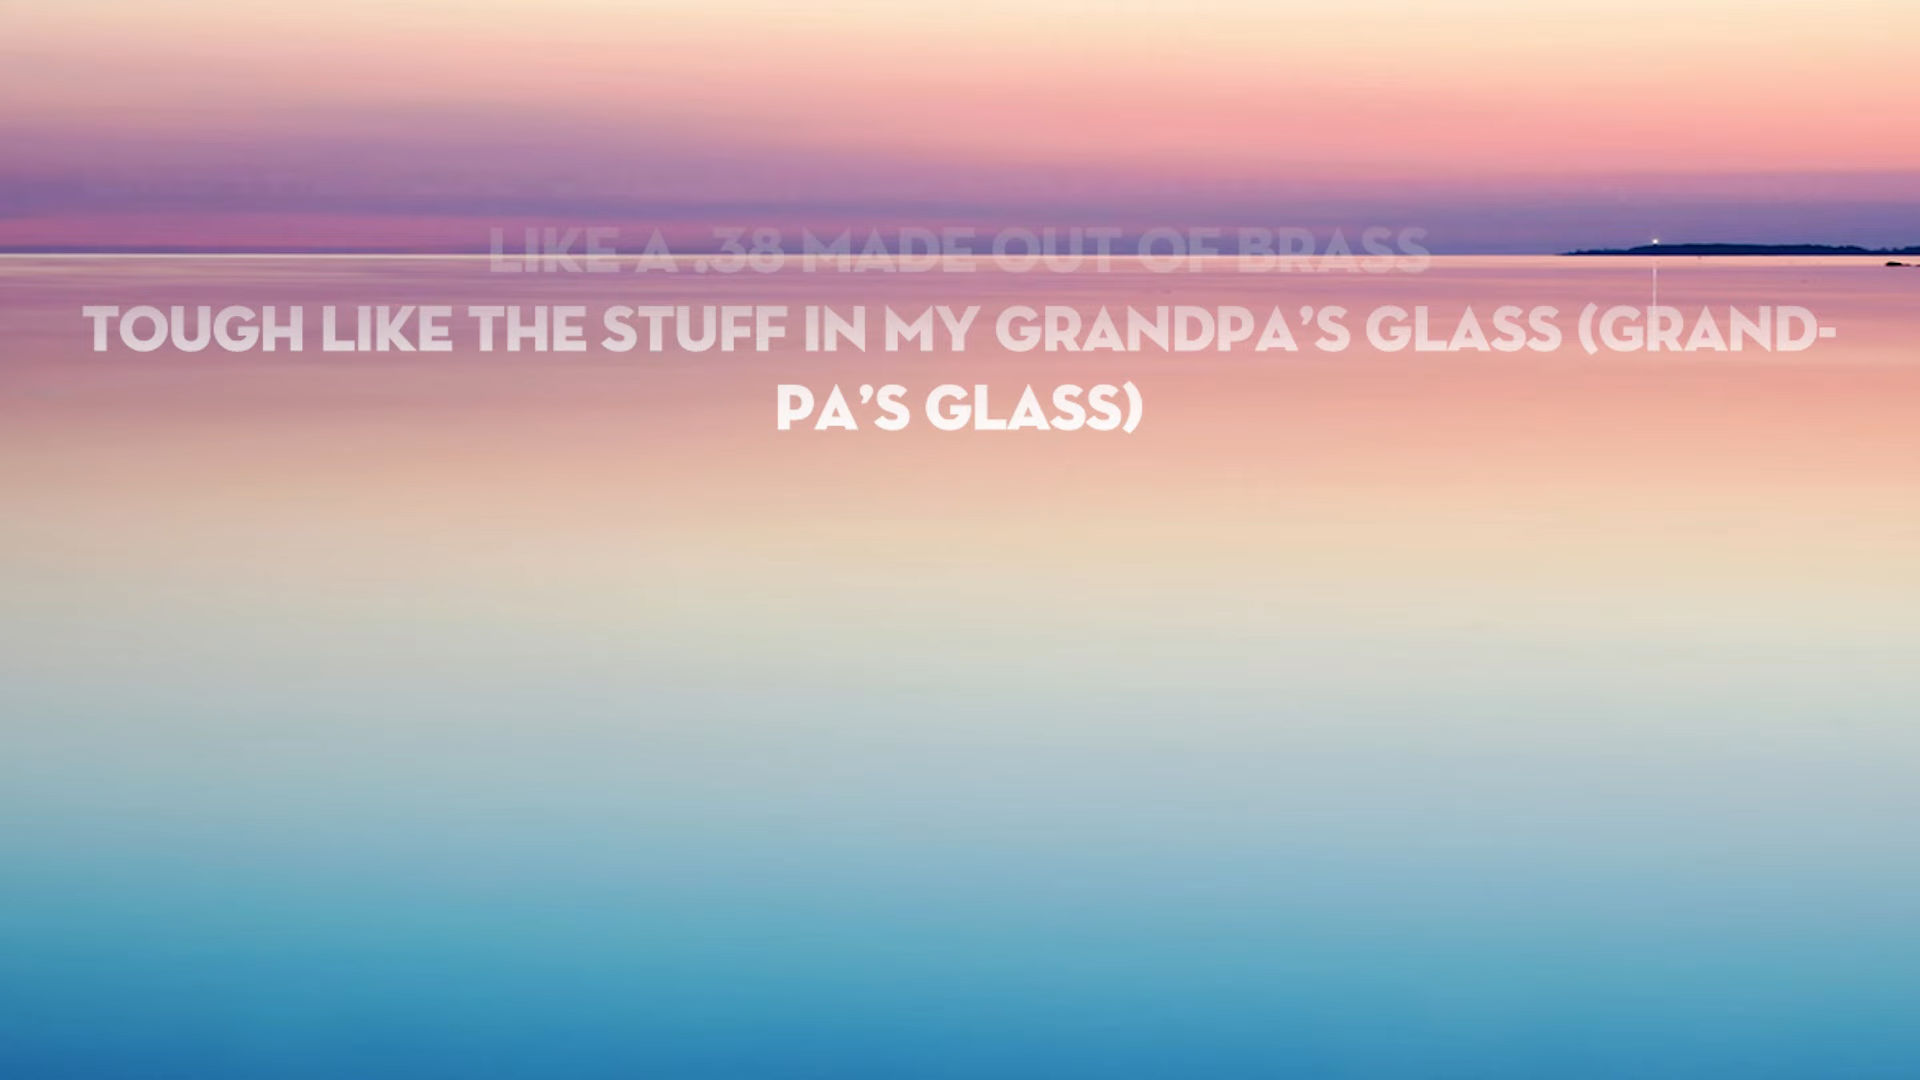 LIKE A .38 MADE OUT OF BRASS
TOUGH LIKE THE STUFF IN MY GRANDPA’S GLASS (GRAND-
PA’S GLASS)